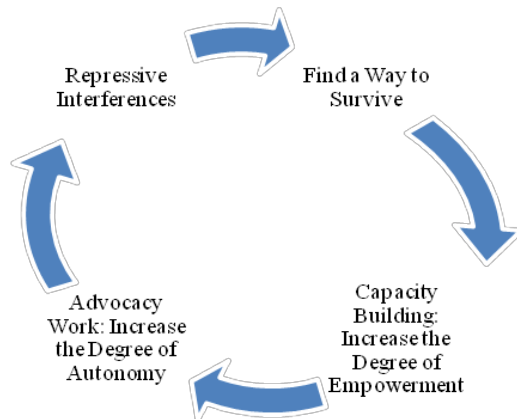 Repressive
Interferences
Find a Way to
Survive
Capacity
Building:
Increase the
Degree of
Empowerment
Advocacy
Work: Increase
the Degree of
Autonomy